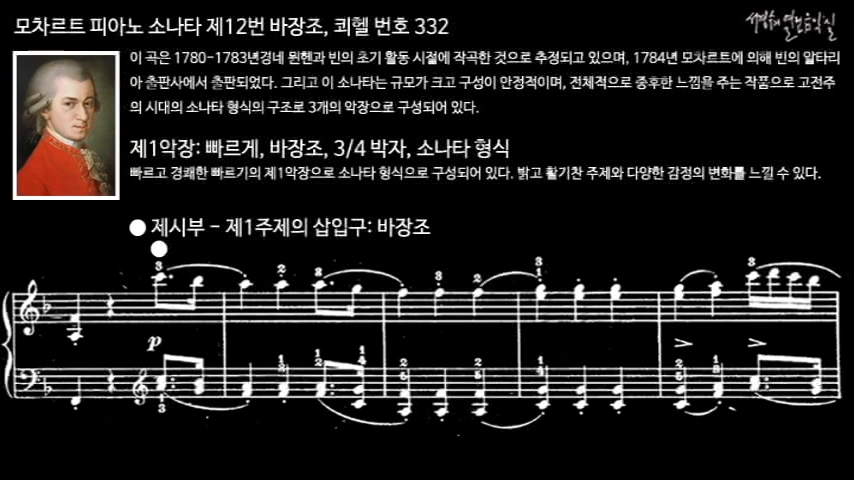 모차르트 피아노 소나타 제12번 바장조, 쾨헬 번호 332
서영화의 열린음악실
이 곡은 1780-1783년경네 뮌헨과 빈의 초기 활동 시절에 작곡한 것으로 추정되고 있으며, 1784년 모차르트에 의해 빈의 알타리
아 출판사에서 출판되었다. 그리고 이 소나타는 규모가 크고 구성이 안정적이며, 전체적으로 중후한 느낌을 주는 작품으로 고전주
의 시대의 소나타 형식의 구조로 3개의 악장으로 구성되어 있다.
제1악장: 빠르게, 바장조, 3/4 박자, 소나타 형식
빠르고 경쾌한 빠르기의 제1악장으로 소나타 형식으로 구성되어 있다. 밝고 활기찬 주제와 다양한 감정의 변화를 느낄 수 있다.
● 제시부 - 제1주제의 삽입구: 바장조
p